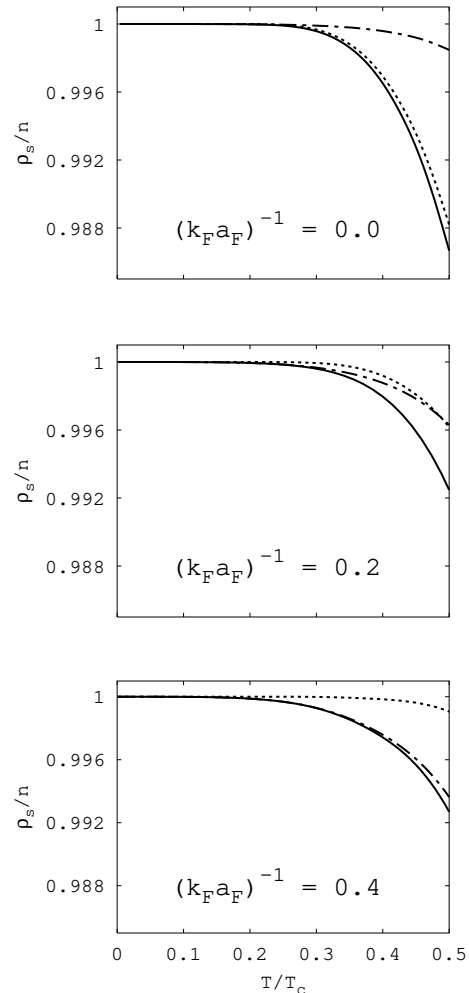 1
0.996
0.992
0.988
ρs/n
(kFaF)⁻¹ = 0.0
1
0.996
0.992
0.988
ρs/n
(kFaF)⁻¹ = 0.2
1
0.996
0.992
0.988
ρs/n
(kFaF)⁻¹ = 0.4
0 0.1 0.2 0.3 0.4 0.5
T/Tc